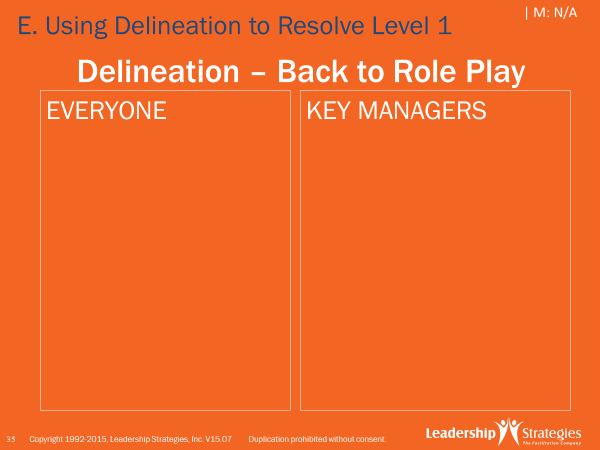 | M: N/A
E. Using Delineation to Resolve Level 1
Delineation – Back to Role Play
EVERYONE
KEY MANAGERS
35 Copyright 1992-2015, Leadership Strategies, Inc. V15.07 Duplication prohibited without consent.
Leadership Strategies
The Facilitation Company